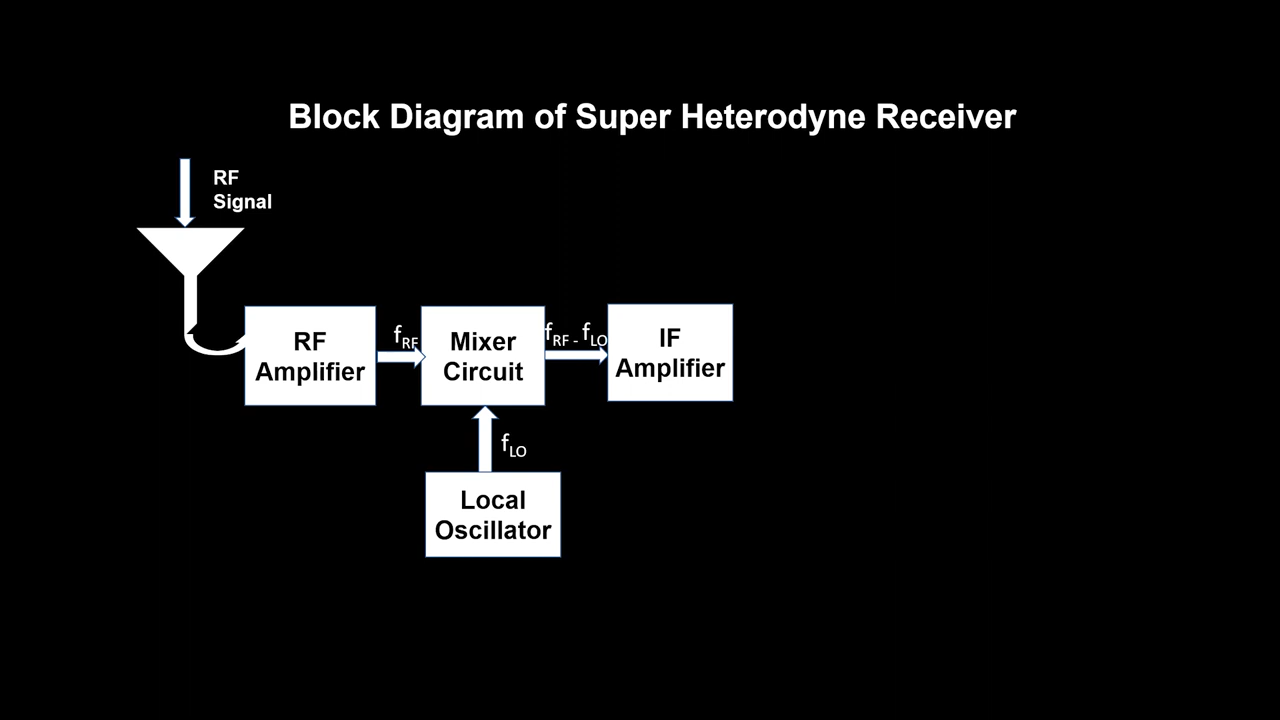 Block Diagram of Super Heterodyne Receiver
RF
Signal
RF
Amplifier
fRF
Mixer
Circuit
fRF - fLO
IF
Amplifier
fLO
Local
Oscillator